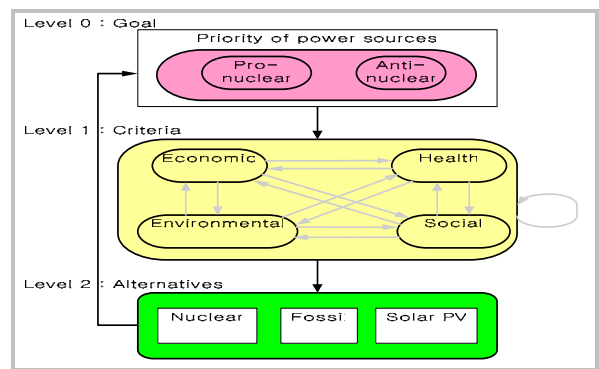 Level 0 : Goal
Priority of power sources
Pro-
nuclear
Anti-
nuclear
Level 1 : Criteria
Economic
Health
Environmental
Social
Level 2 : Alternatives
Nuclear
Fossil
Solar PV